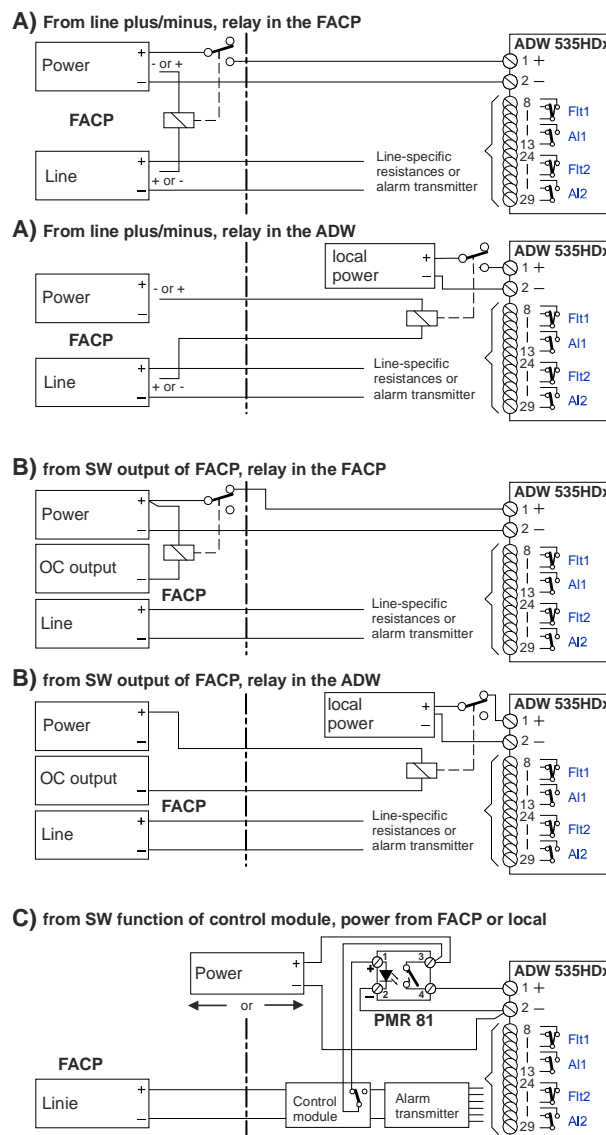 A) From line plus/minus, relay in the FACP
ADW 535HDx
Power + - or + 1 +
− 2 −
FACP
8
Flt1
Al1
13
24
Flt2
Al2
29
Line + + or - −
Line-specific
resistances or
alarm transmitter
A) From line plus/minus, relay in the ADW
ADW 535HDx
local
power + −
1 +
2 −
Power + - or + −
FACP
8
Flt1
Al1
13
24
Flt2
Al2
29
Line + + or - −
Line-specific
resistances or
alarm transmitter
B) from SW output of FACP, relay in the FACP
ADW 535HDx
Power + −
1 +
2 −
OC output −
FACP
8
Flt1
Al1
13
24
Flt2
Al2
29
Line + −
Line-specific
resistances or
alarm transmitter
B) from SW output of FACP, relay in the ADW
ADW 535HDx
local
power + −
1 +
2 −
Power + −
OC output −
FACP
8
Flt1
Al1
13
24
Flt2
Al2
29
Line + −
Line-specific
resistances or
alarm transmitter
C) from SW function of control module, power from FACP or local
ADW 535HDx
Power + −
or
1 3
+
2 4
−
PMR 81
1 +
2 −
8
Flt1
Al1
13
24
Flt2
Al2
29
FACP
Linie + −
Control
module
Alarm
transmitter